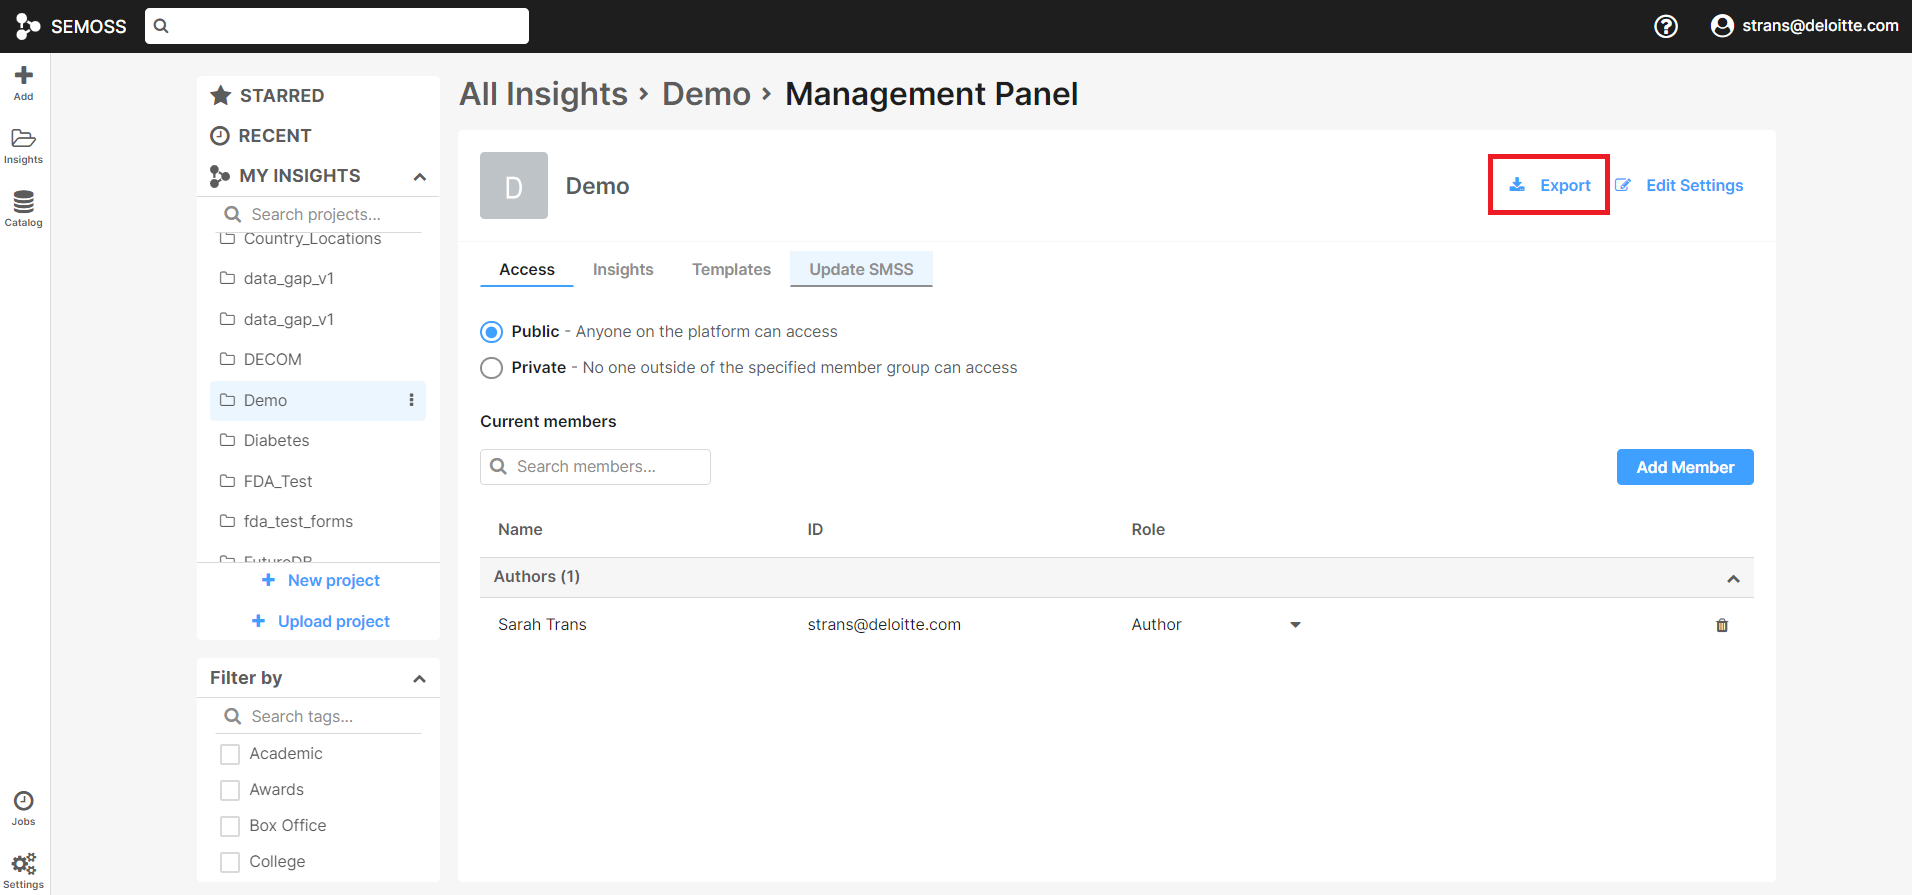 SEMOSS
strans@deloitte.com
Add
Insights
Catalog
Jobs
Settings
STARRED
RECENT
MY INSIGHTS
Search projects...
Country_Locations
data_gap_v1
data_gap_v1
DECOM
Demo
Diabetes
FDA_Test
fda_test_forms
FutureDB
New project
Upload project
Filter by
Search tags...
Academic
Awards
Box Office
College
All Insights › Demo › Management Panel
D
Demo
Export
Edit Settings
Access Insights Templates Update SMSS
Public - Anyone on the platform can access
Private - No one outside of the specified member group can access
Current members
Search members...
Add Member
Name ID Role
Authors (1)
Sarah Trans strans@deloitte.com Author